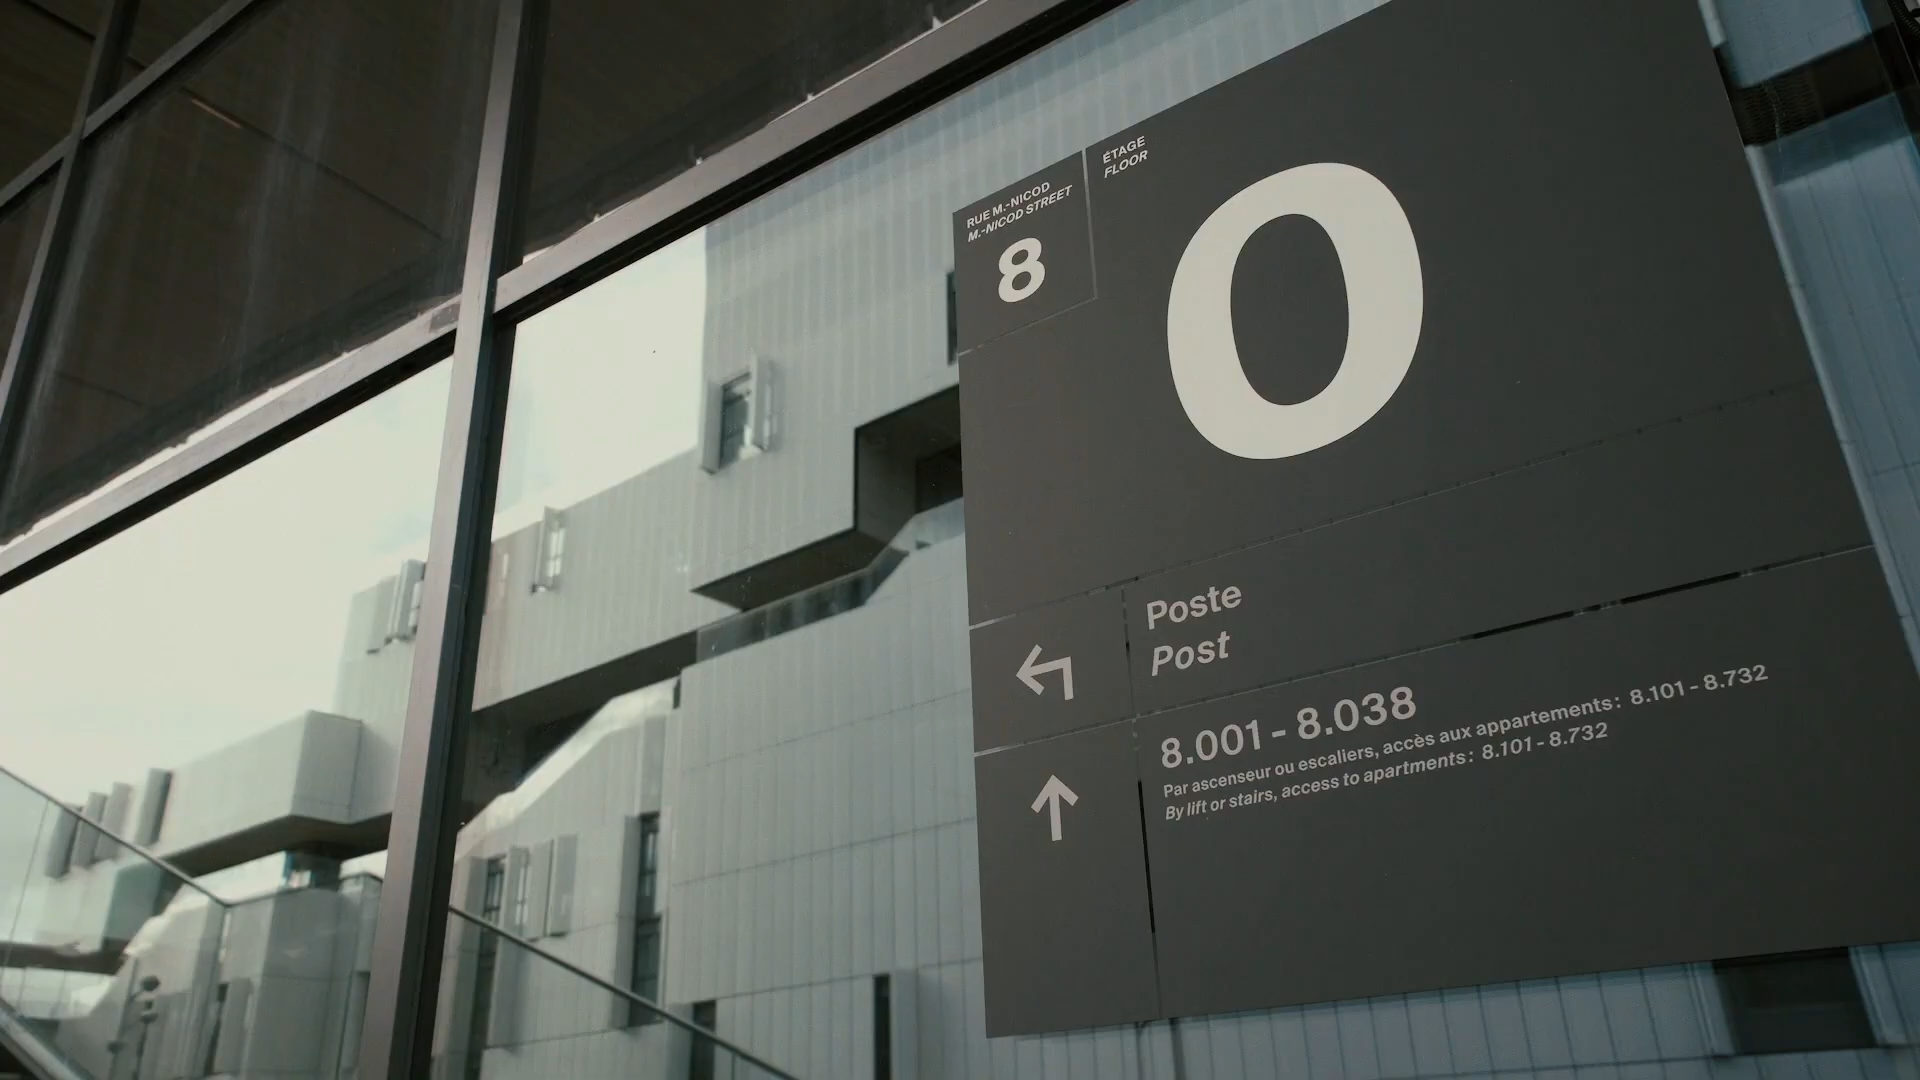 RUE M.-NICOD
M.-NICOD STREET
8
ÉTAGE
FLOOR
0
Poste
Post
8.001 - 8.038
Par ascenseur ou escaliers, accès aux appartements: 8.101 - 8.732
By lift or stairs, access to apartments: 8.101 - 8.732